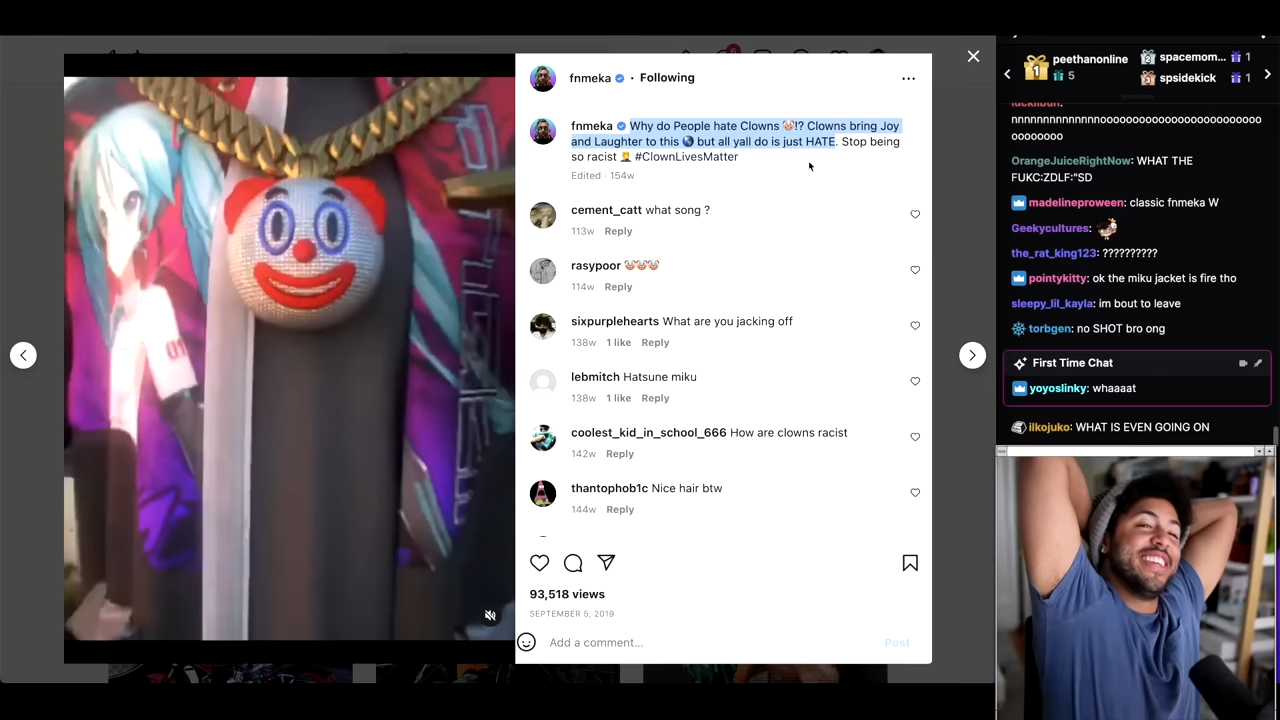 fnmeka • Following
fnmeka Why do People hate Clowns 🤡!? Clowns bring Joy
and Laughter to this 🌎 but all yall do is just HATE. Stop being
so racist 🤦 #ClownLivesMatter
Edited · 154w
cement_catt what song ?
113w Reply
rasypoor 🤡🤡🤡
114w Reply
sixpurplehearts What are you jacking off
138w 1 like Reply
lebmitch Hatsune miku
138w 1 like Reply
coolest_kid_in_school_666 How are clowns racist
142w Reply
thantophob1c Nice hair btw
144w Reply
93,518 views
SEPTEMBER 5, 2019
Add a comment... Post
01
6
1 peethanonline
5
2 spacemom... 1
3 spsidekick 1
nnnnnnnnnnnnnnnoooooooooooooooooooooooo
oooooooo
OrangeJuiceRightNow: WHAT THE
FUKC:ZDLF:"SD
madelineproween: classic fnmeka W
Geekycultures:
the_rat_king123: ??????????
pointykitty: ok the miku jacket is fire tho
sleepy_lil_kayla: im bout to leave
torbgen: no SHOT bro ong
First Time Chat
yoyoslinky: whaaaat
ilkojuko: WHAT IS EVEN GOING ON